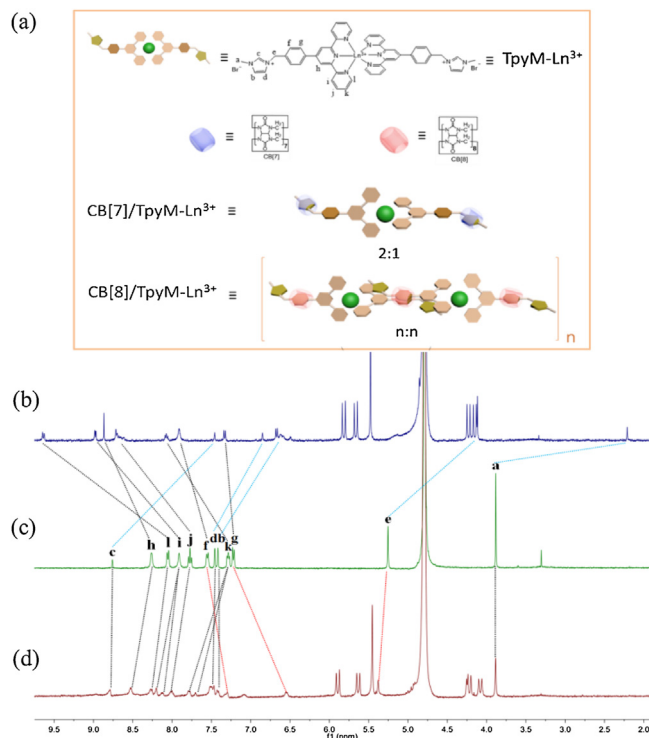 (a)
a
b
c
d
e
f
g
h
i
j
k
l
Br⁻
N
Br⁻
≡ TpyM-Ln³⁺
≡ CB[7]
≡ CB[8]
CB[7]/TpyM-Ln³⁺ ≡
2:1
CB[8]/TpyM-Ln³⁺ ≡
n:n
n
(b)
(c)
c h l i j f d b k g e a
(d)
9.5 9.0 8.5 8.0 7.5 7.0 6.5 6.0 5.5 5.0 4.5 4.0 3.5 3.0 2.5 2.0
f1 (ppm)